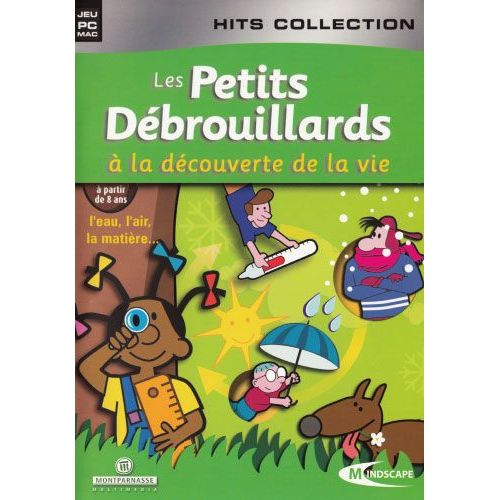 JEU
PC
MAC
HITS COLLECTION
Les Petits
Débrouillards
à la découverte de la vie
à partir
de 8 ans
l'eau, l'air,
la matière...
m
MONTPARNASSE
MULTIMEDIA
MINDSCAPE